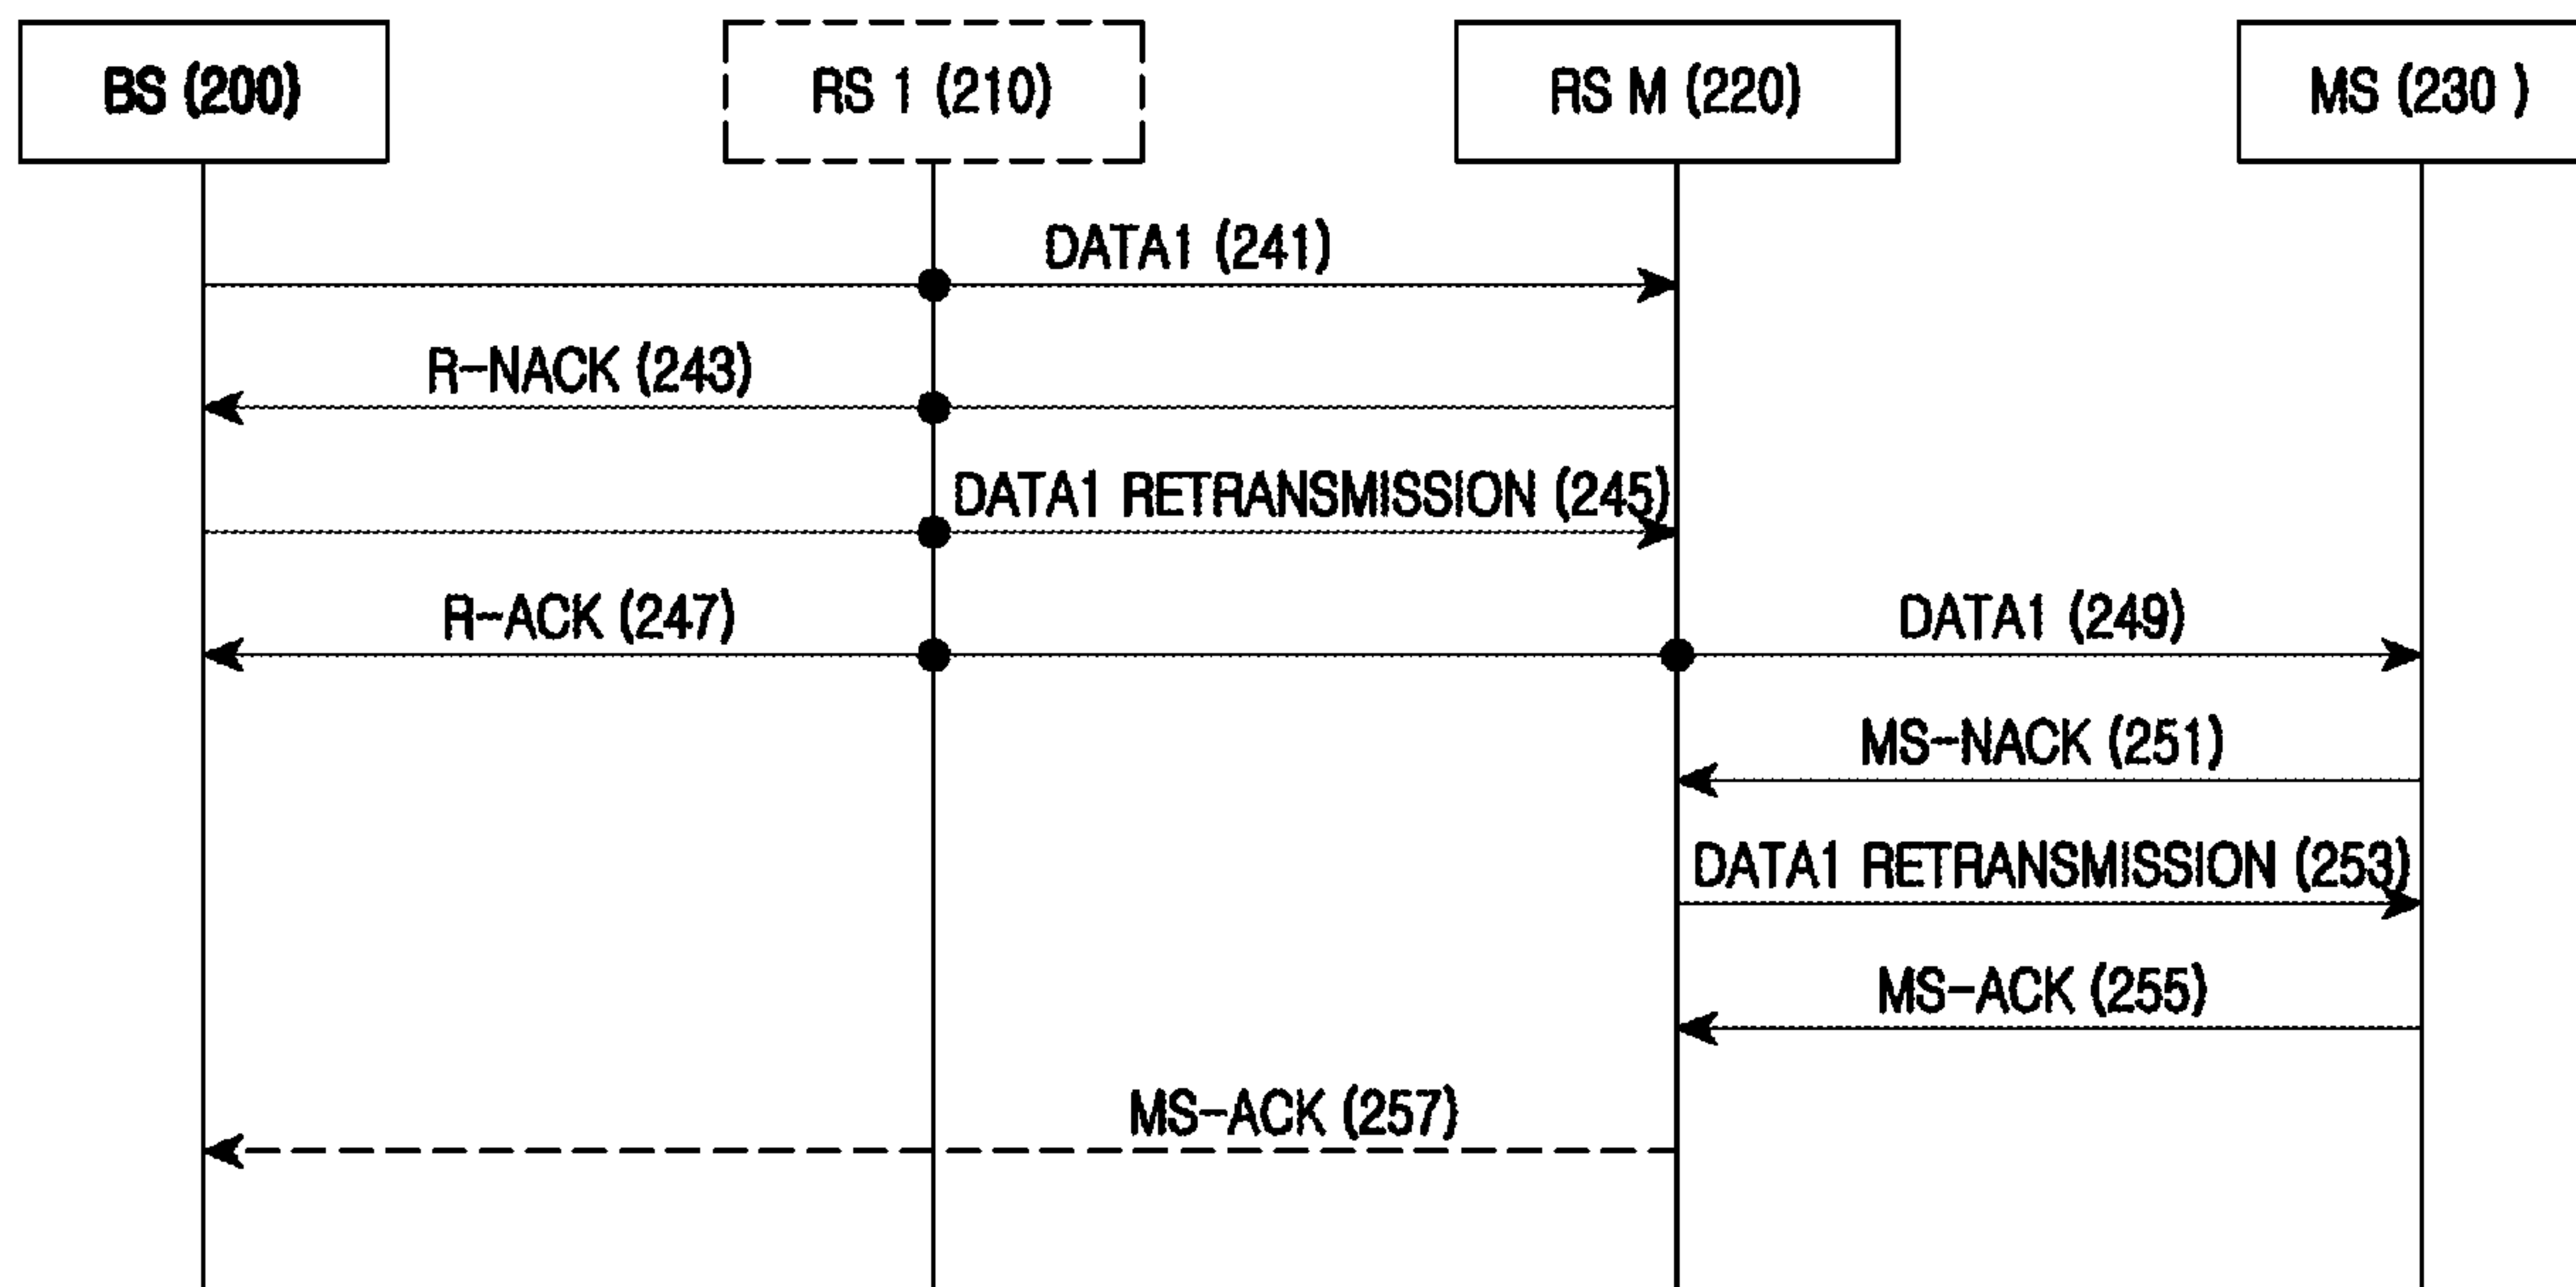 BS (200)
RS 1 (210)
RS M (220)
MS (230 )
DATA1 (241)
R-NACK (243)
DATA1 RETRANSMISSION (245)
R-ACK (247)
DATA1 (249)
MS-NACK (251)
DATA1 RETRANSMISSION (253)
MS-ACK (255)
MS-ACK (257)